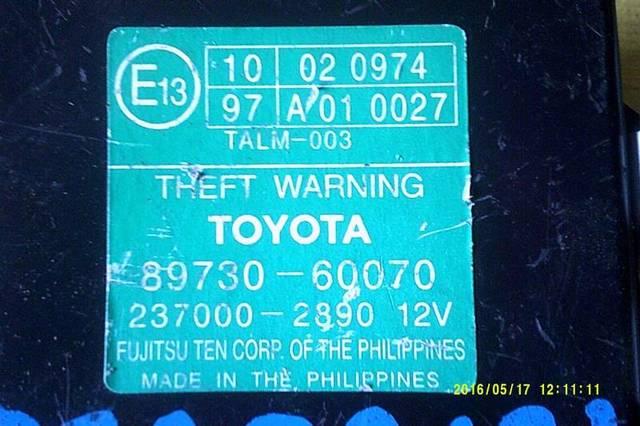 E13
10 02 0974
97 A 01 0027
TALM-003
THEFT WARNING
TOYOTA
89730-60070
237000-2890 12V
FUJITSU TEN CORP. OF THE PHILIPPINES
MADE IN THE PHILIPPINES
2016/05/17 12:11:11